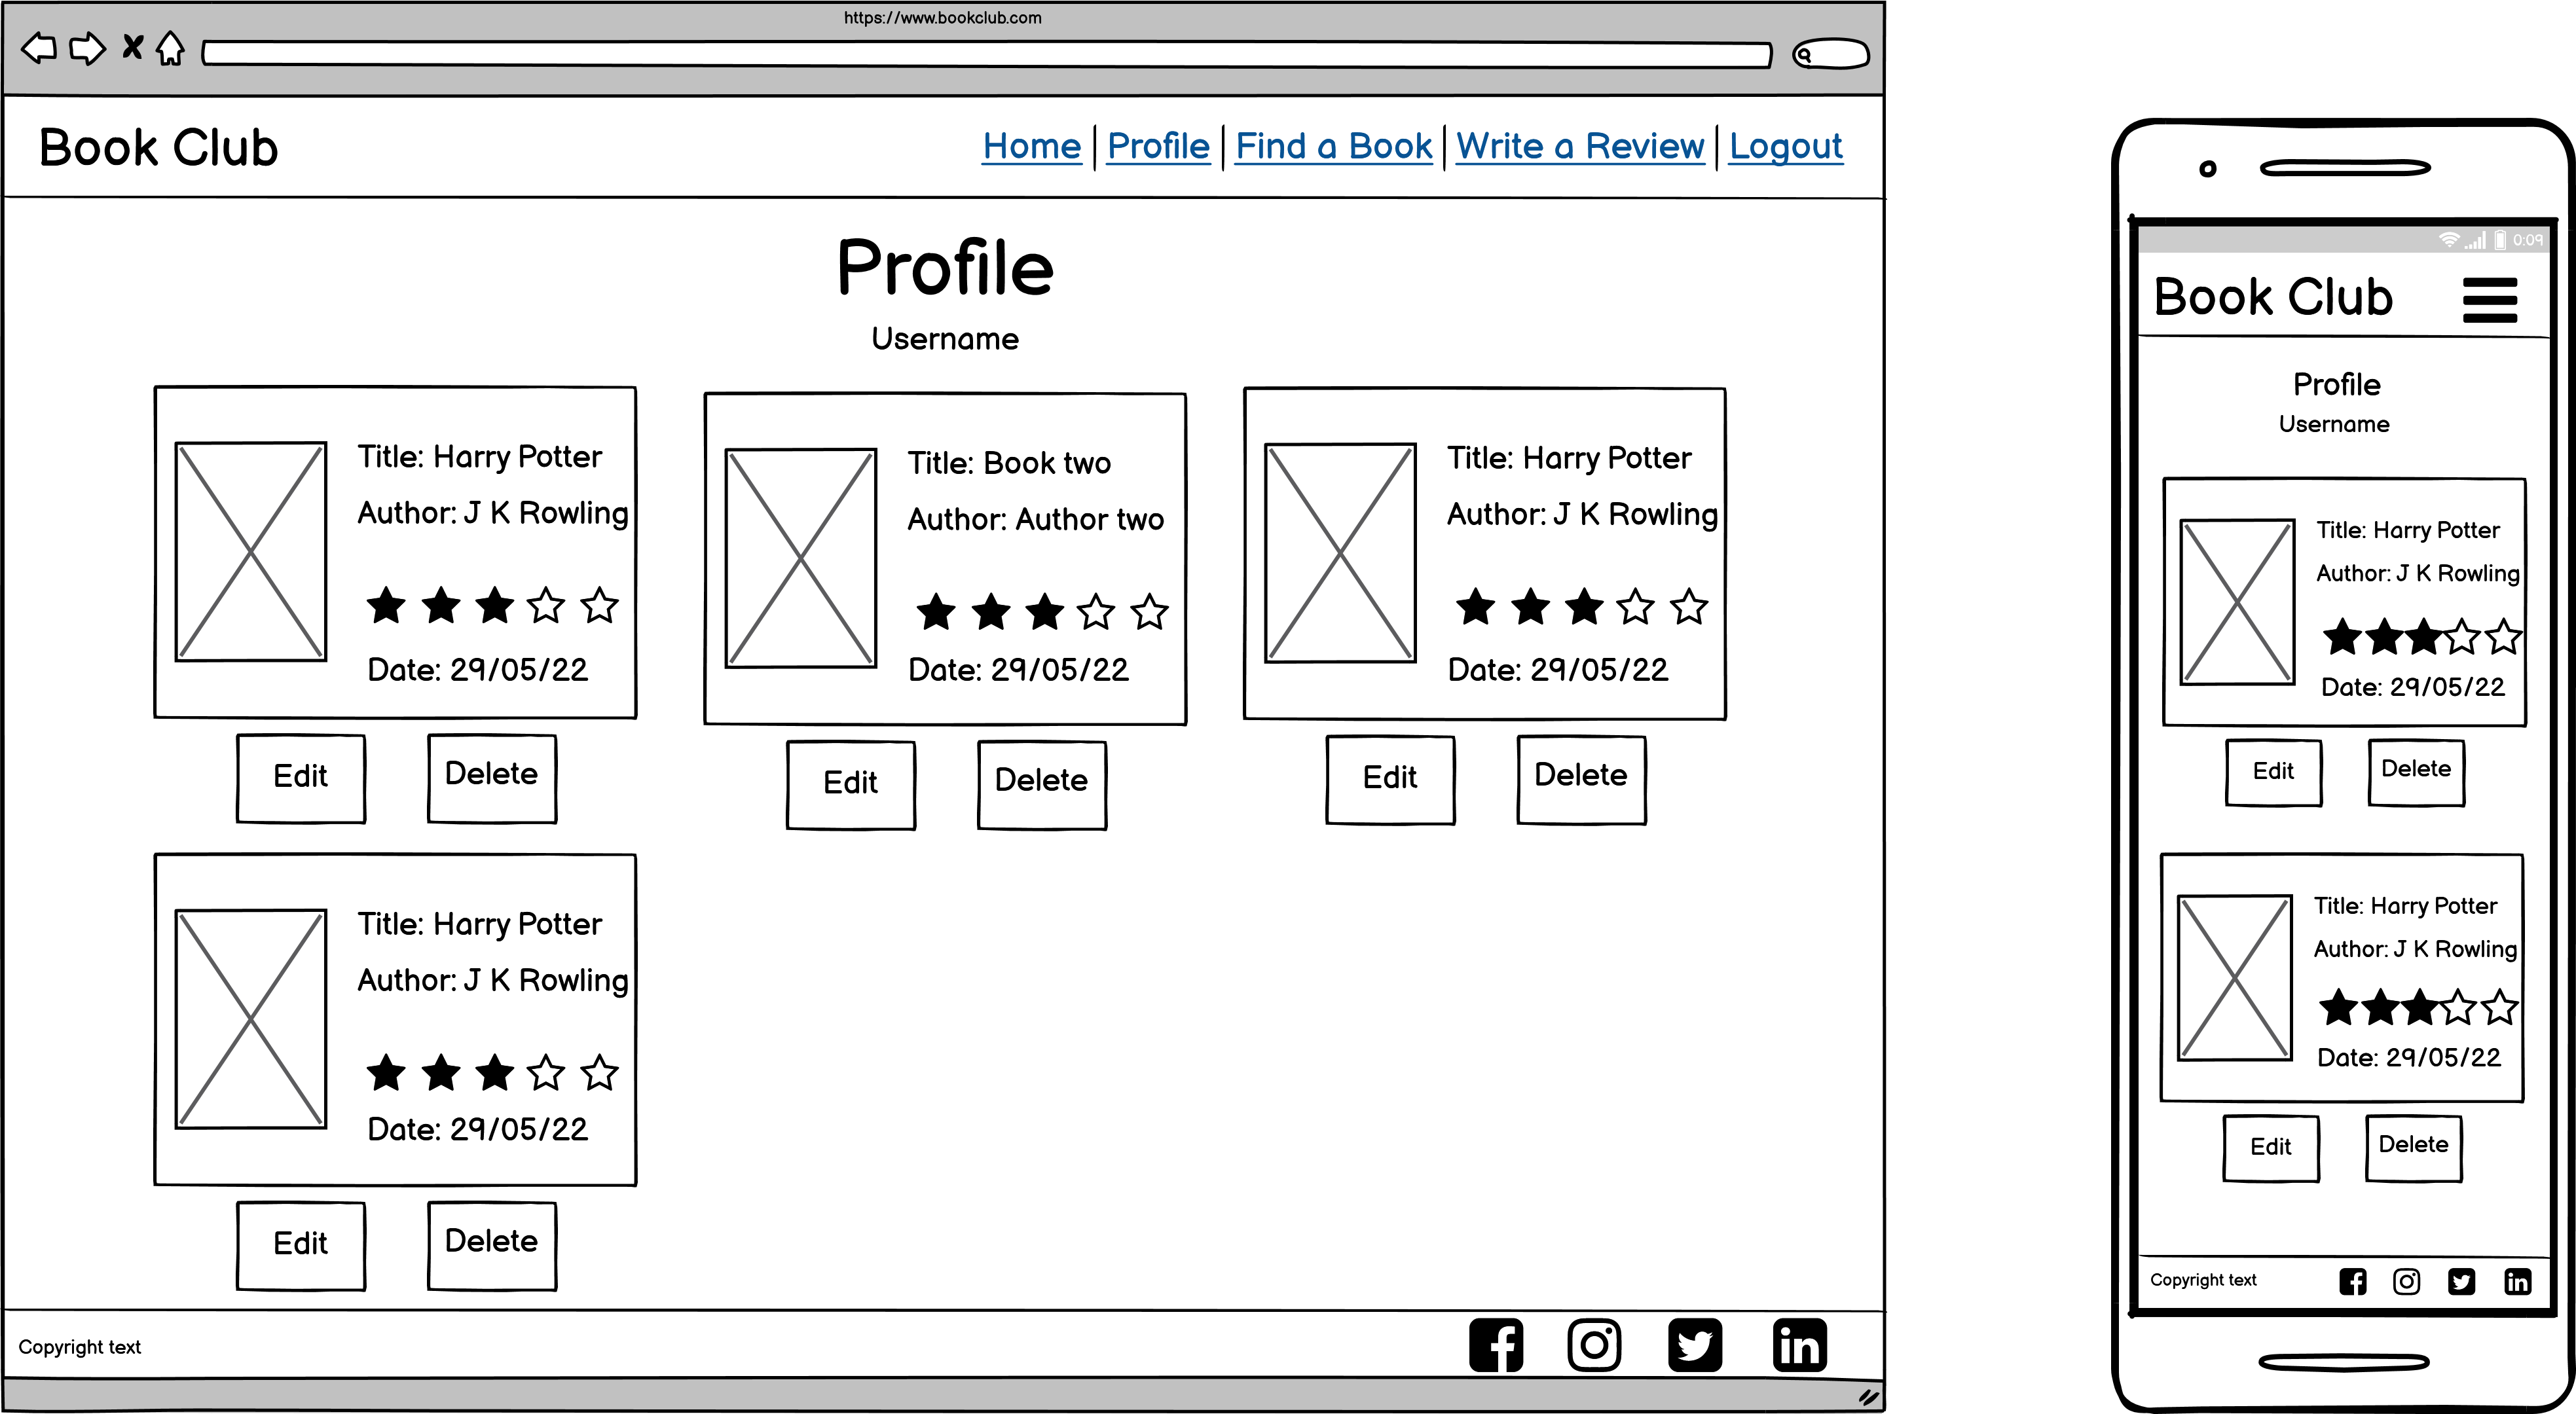 https://www.bookclub.com
Book Club
Home | Profile | Find a Book | Write a Review | Logout
Profile
Username
Title: Harry Potter
Author: J K Rowling
Date: 29/05/22
Edit
Delete
Title: Book two
Author: Author two
Date: 29/05/22
Edit
Delete
Title: Harry Potter
Author: J K Rowling
Date: 29/05/22
Edit
Delete
Title: Harry Potter
Author: J K Rowling
Date: 29/05/22
Edit
Delete
Copyright text
0:09
Book Club
Profile
Username
Title: Harry Potter
Author: J K Rowling
Date: 29/05/22
Edit
Delete
Title: Harry Potter
Author: J K Rowling
Date: 29/05/22
Edit
Delete
Copyright text